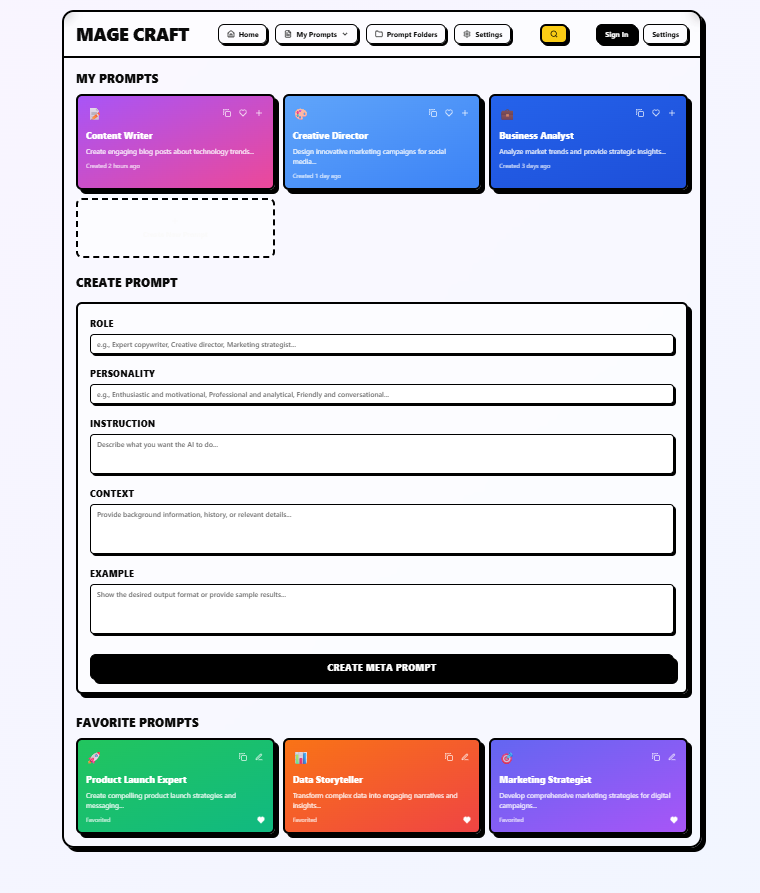 MAGE CRAFT
Home
My Prompts
Prompt Folders
Settings
Sign In
Settings
MY PROMPTS
Content Writer
Create engaging blog posts about technology trends...
Created 2 hours ago
Creative Director
Design innovative marketing campaigns for social
media...
Created 1 day ago
Business Analyst
Analyze market trends and provide strategic insights...
Created 3 days ago
CREATE PROMPT
ROLE
e.g., Expert copywriter, Creative director, Marketing strategist...
PERSONALITY
e.g., Enthusiastic and motivational, Professional and analytical, Friendly and conversational...
INSTRUCTION
Describe what you want the AI to do...
CONTEXT
Provide background information, history, or relevant details...
EXAMPLE
Show the desired output format or provide sample results...
CREATE META PROMPT
FAVORITE PROMPTS
Product Launch Expert
Create compelling product launch strategies and
messaging...
Favorited
Data Storyteller
Transform complex data into engaging narratives and
insights...
Favorited
Marketing Strategist
Develop comprehensive marketing strategies for digital
campaigns...
Favorited